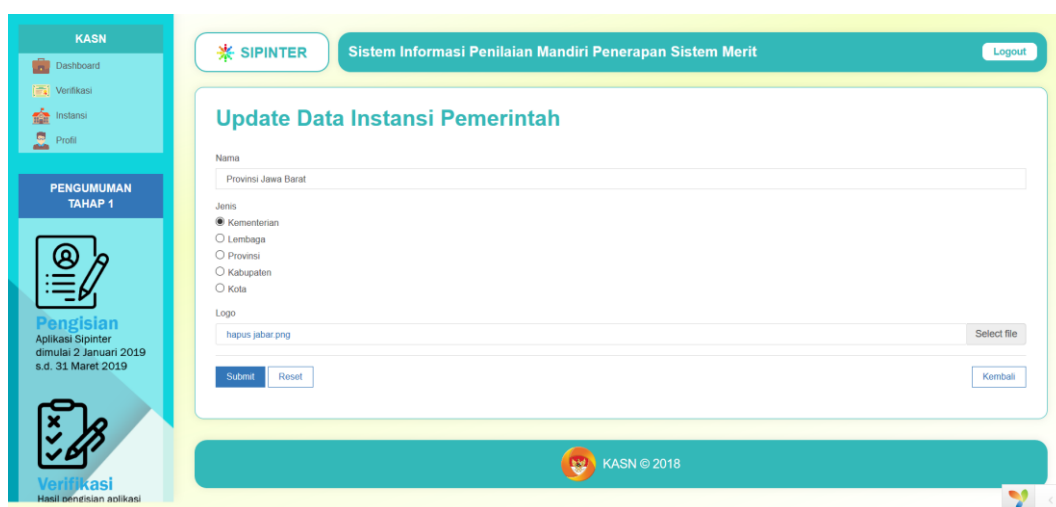 KASN
Dashboard
Verifikasi
Instansi
Profil
PENGUMUMAN
TAHAP 1
Pengisian
Aplikasi Sipinter
dimulai 2 Januari 2019
s.d. 31 Maret 2019
Verifikasi
Hasil pengisian aplikasi
SIPINTER
Sistem Informasi Penilaian Mandiri Penerapan Sistem Merit
Logout
Update Data Instansi Pemerintah
Nama
Provinsi Jawa Barat
Jenis
Kementerian
Lembaga
Provinsi
Kabupaten
Kota
Logo
hapus jabar.png
Select file
Submit
Reset
Kembali
KASN © 2018